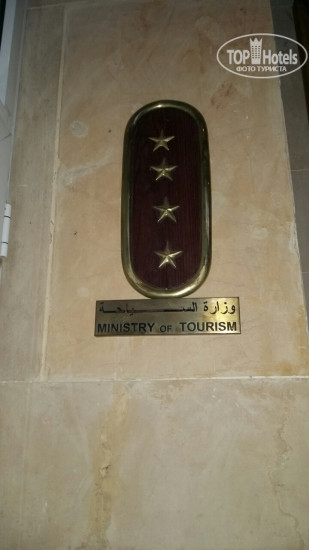 TOP Hotels
ФОТО ТУРИСТА
وزارة السياحة
MINISTRY OF TOURISM